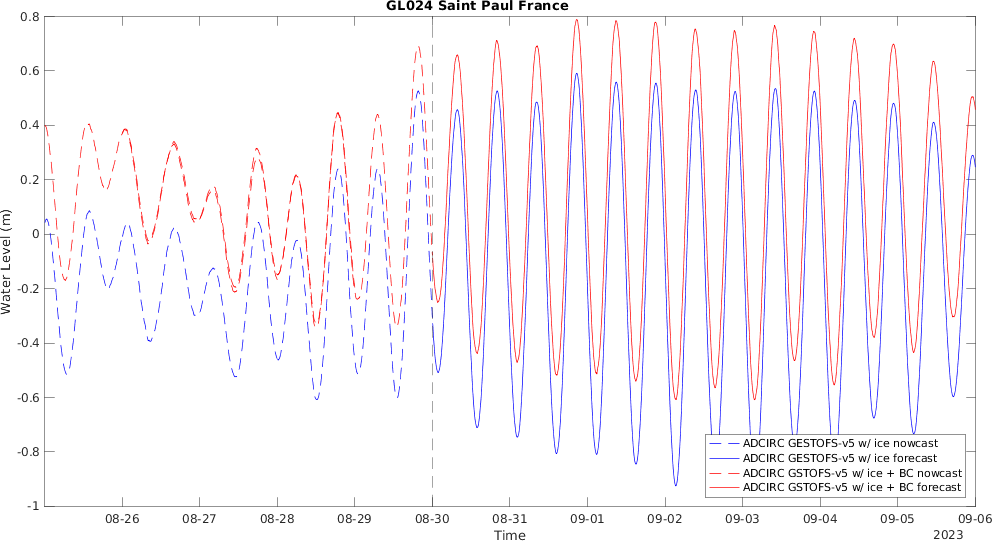 GL024 Saint Paul France
0.8
0.6
0.4
0.2
0
-0.2
-0.4
-0.6
-0.8
-1
Water Level (m)
ADCIRC GESTOFS-v5 w/ ice nowcast
ADCIRC GESTOFS-v5 w/ ice forecast
ADCIRC GSTOFS-v5 w/ ice + BC nowcast
ADCIRC GSTOFS-v5 w/ ice + BC forecast
08-26 08-27 08-28 08-29 08-30 08-31 09-01 09-02 09-03 09-04 09-05 09-06
Time
2023